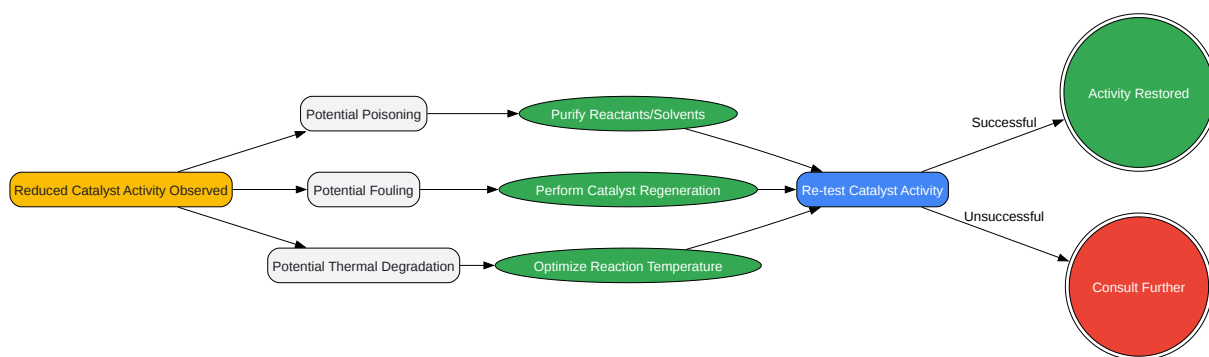 Reduced Catalyst Activity Observed
Potential Poisoning
Potential Fouling
Potential Thermal Degradation
Purify Reactants/Solvents
Perform Catalyst Regeneration
Optimize Reaction Temperature
Re-test Catalyst Activity
Successful
Unsuccessful
Activity Restored
Consult Further